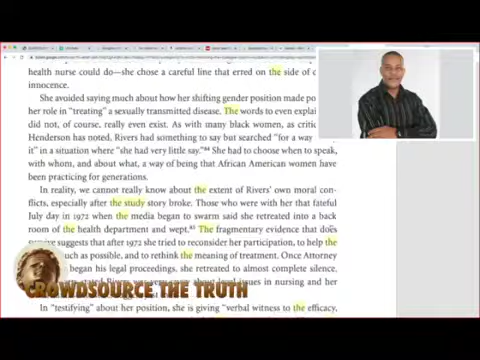 health nurse could do—she chose a careful line that erred on the side of
innocence.
She avoided saying much about how her shifting gender position made po
her role in "treating" a sexually transmitted disease. The words to even explai
did not, of course, really even exist. As with many black women, as critic
Henderson has noted, Rivers had something to say but searched "for a way
it" in a situation where "she had very little say." She had to choose when to speak,
with whom, and about what, a way of being that African American women have
been practicing for generations.
In reality, we cannot really know about the extent of Rivers' own moral con-
flicts, especially after the study story broke. Those who were with her that fateful
July day in 1972 when the media began to swarm said she retreated into a back
room of the health department and wept. The fragmentary evidence that does
suggests that after 1972 she tried to reconsider her participation, to help the
such as possible, and to rethink the meaning of treatment. Once Attorney
began his legal proceedings, she retreated to almost complete silence,
issues in nursing and her
CROWDSOURCE THE TRUTH
In "testifying" about her position, she is giving "verbal witness to the efficacy,